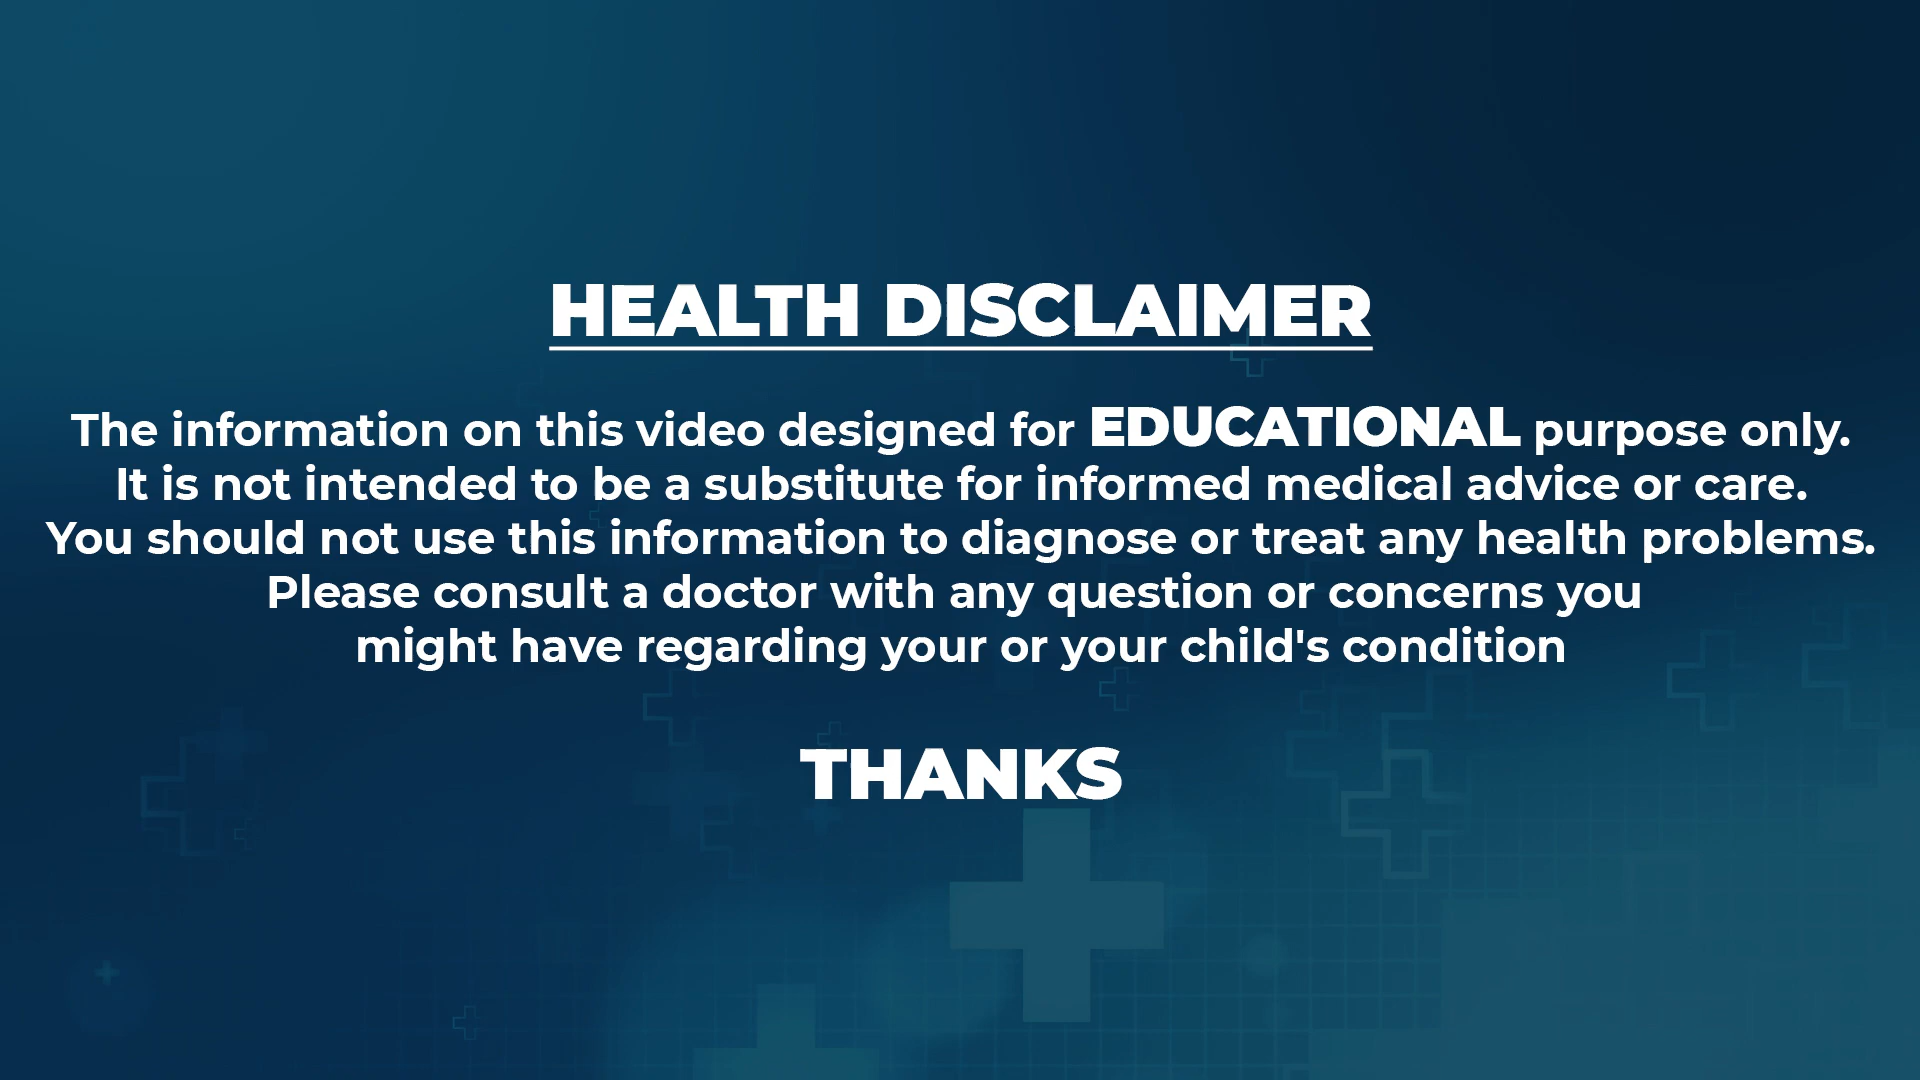 HEALTH DISCLAIMER
The information on this video designed for EDUCATIONAL purpose only.
It is not intended to be a substitute for informed medical advice or care.
You should not use this information to diagnose or treat any health problems.
Please consult a doctor with any question or concerns you
might have regarding your or your child's condition
THANKS